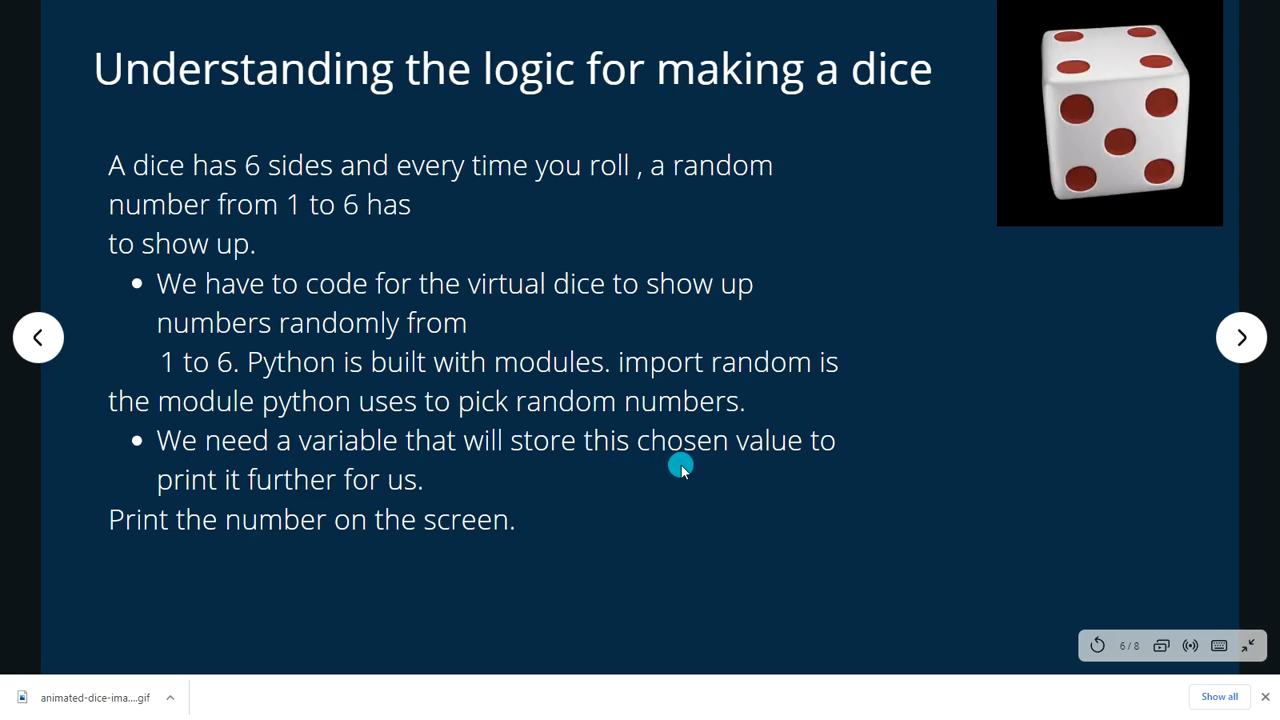 Understanding the logic for making a dice
A dice has 6 sides and every time you roll , a random
number from 1 to 6 has
to show up.
• We have to code for the virtual dice to show up
numbers randomly from
1 to 6. Python is built with modules. import random is
the module python uses to pick random numbers.
• We need a variable that will store this chosen value to
print it further for us.
Print the number on the screen.
6 / 8
animated-dice-ima....gif
Show all